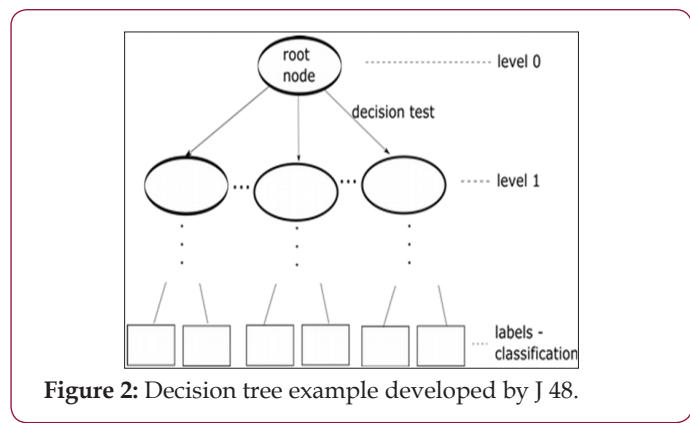 root
node
level 0
decision test
level 1
labels -
classification
Figure 2: Decision tree example developed by J 48.